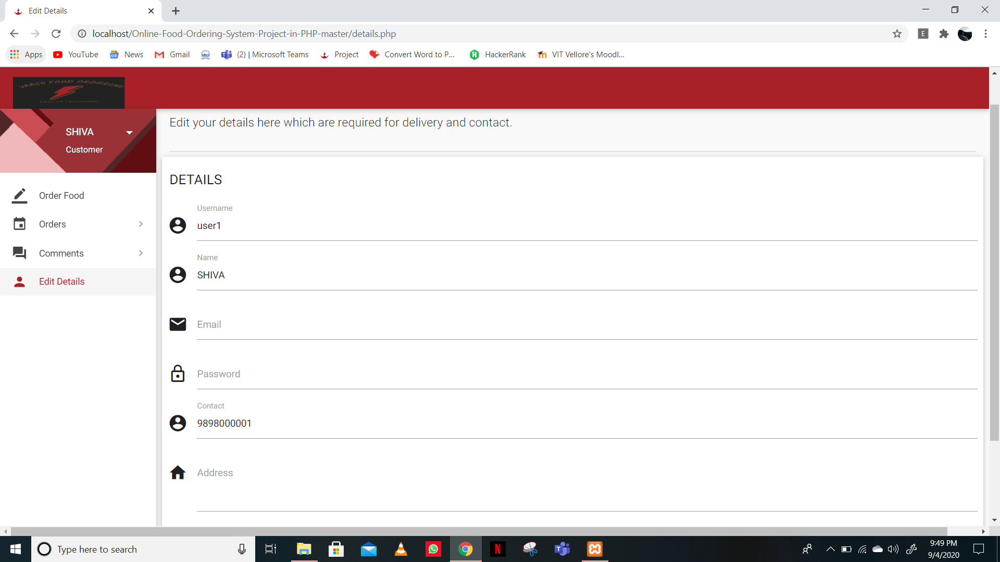 Edit Details
localhost/Online-Food-Ordering-System-Project-in-PHP-master/details.php
E
Apps
YouTube
News
Gmail
(2) | Microsoft Teams
Project
Convert Word to P...
HackerRank
VIT Vellore's Moodl...
YAASS FOOD ORDERING
FAST AS LIGHTNING
SHIVA
Customer
Order Food
Orders
Comments
Edit Details
Edit your details here which are required for delivery and contact.
DETAILS
Username
user1
Name
SHIVA
Email
Password
Contact
9898000001
Address
Type here to search
9:49 PM
9/4/2020